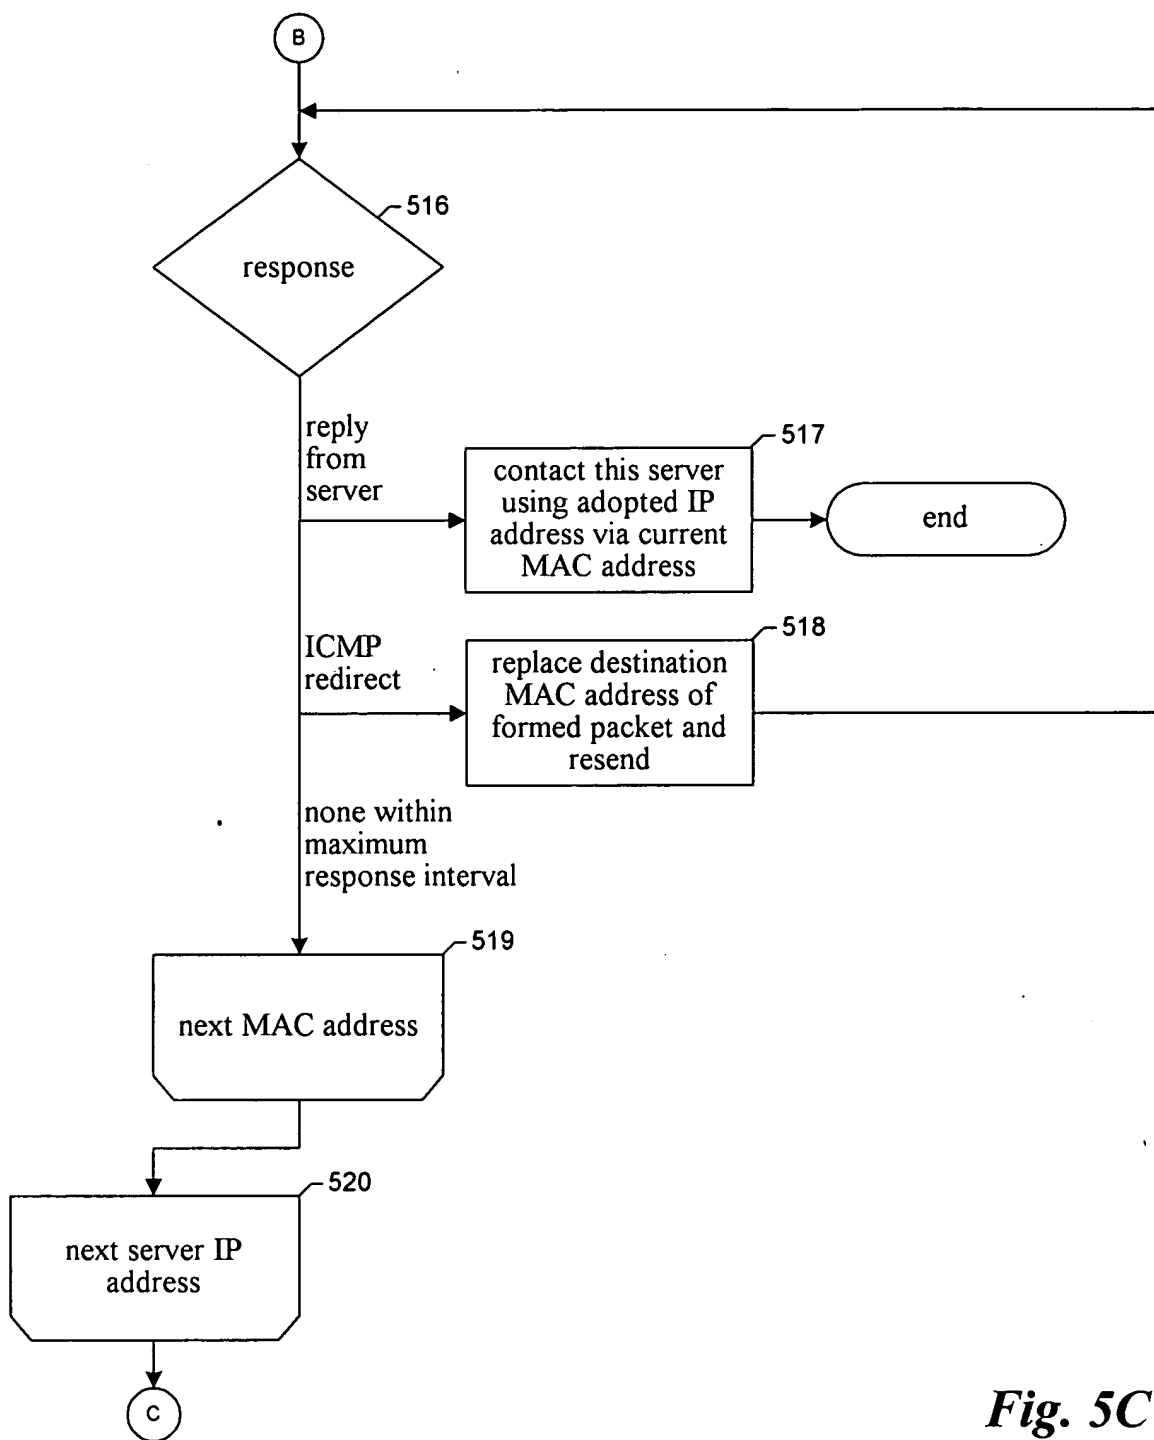 B
516
response
reply
from
server
517
contact this server
using adopted IP
address via current
MAC address
end
ICMP
redirect
518
replace destination
MAC address of
formed packet and
resend
none within
maximum
response interval
519
next MAC address
520
next server IP
address
C
Fig. 5C